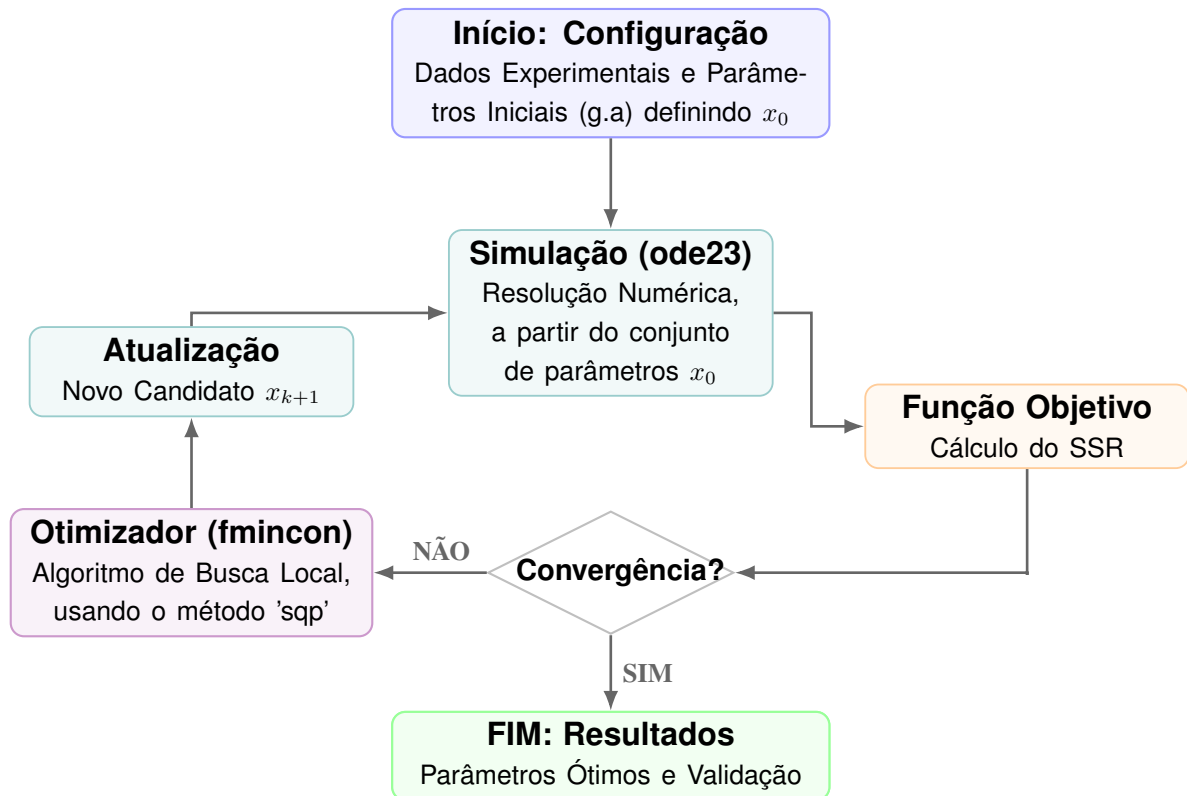 Início: Configuração
Dados Experimentais e Parâme-
tros Iniciais (g.a) definindo x₀
Simulação (ode23)
Resolução Numérica,
a partir do conjunto
de parâmetros x₀
Atualização
Novo Candidato xₖ₊₁
Função Objetivo
Cálculo do SSR
Otimizador (fmincon)
Algoritmo de Busca Local,
usando o método 'sqp'
NÃO
Convergência?
SIM
FIM: Resultados
Parâmetros Ótimos e Validação